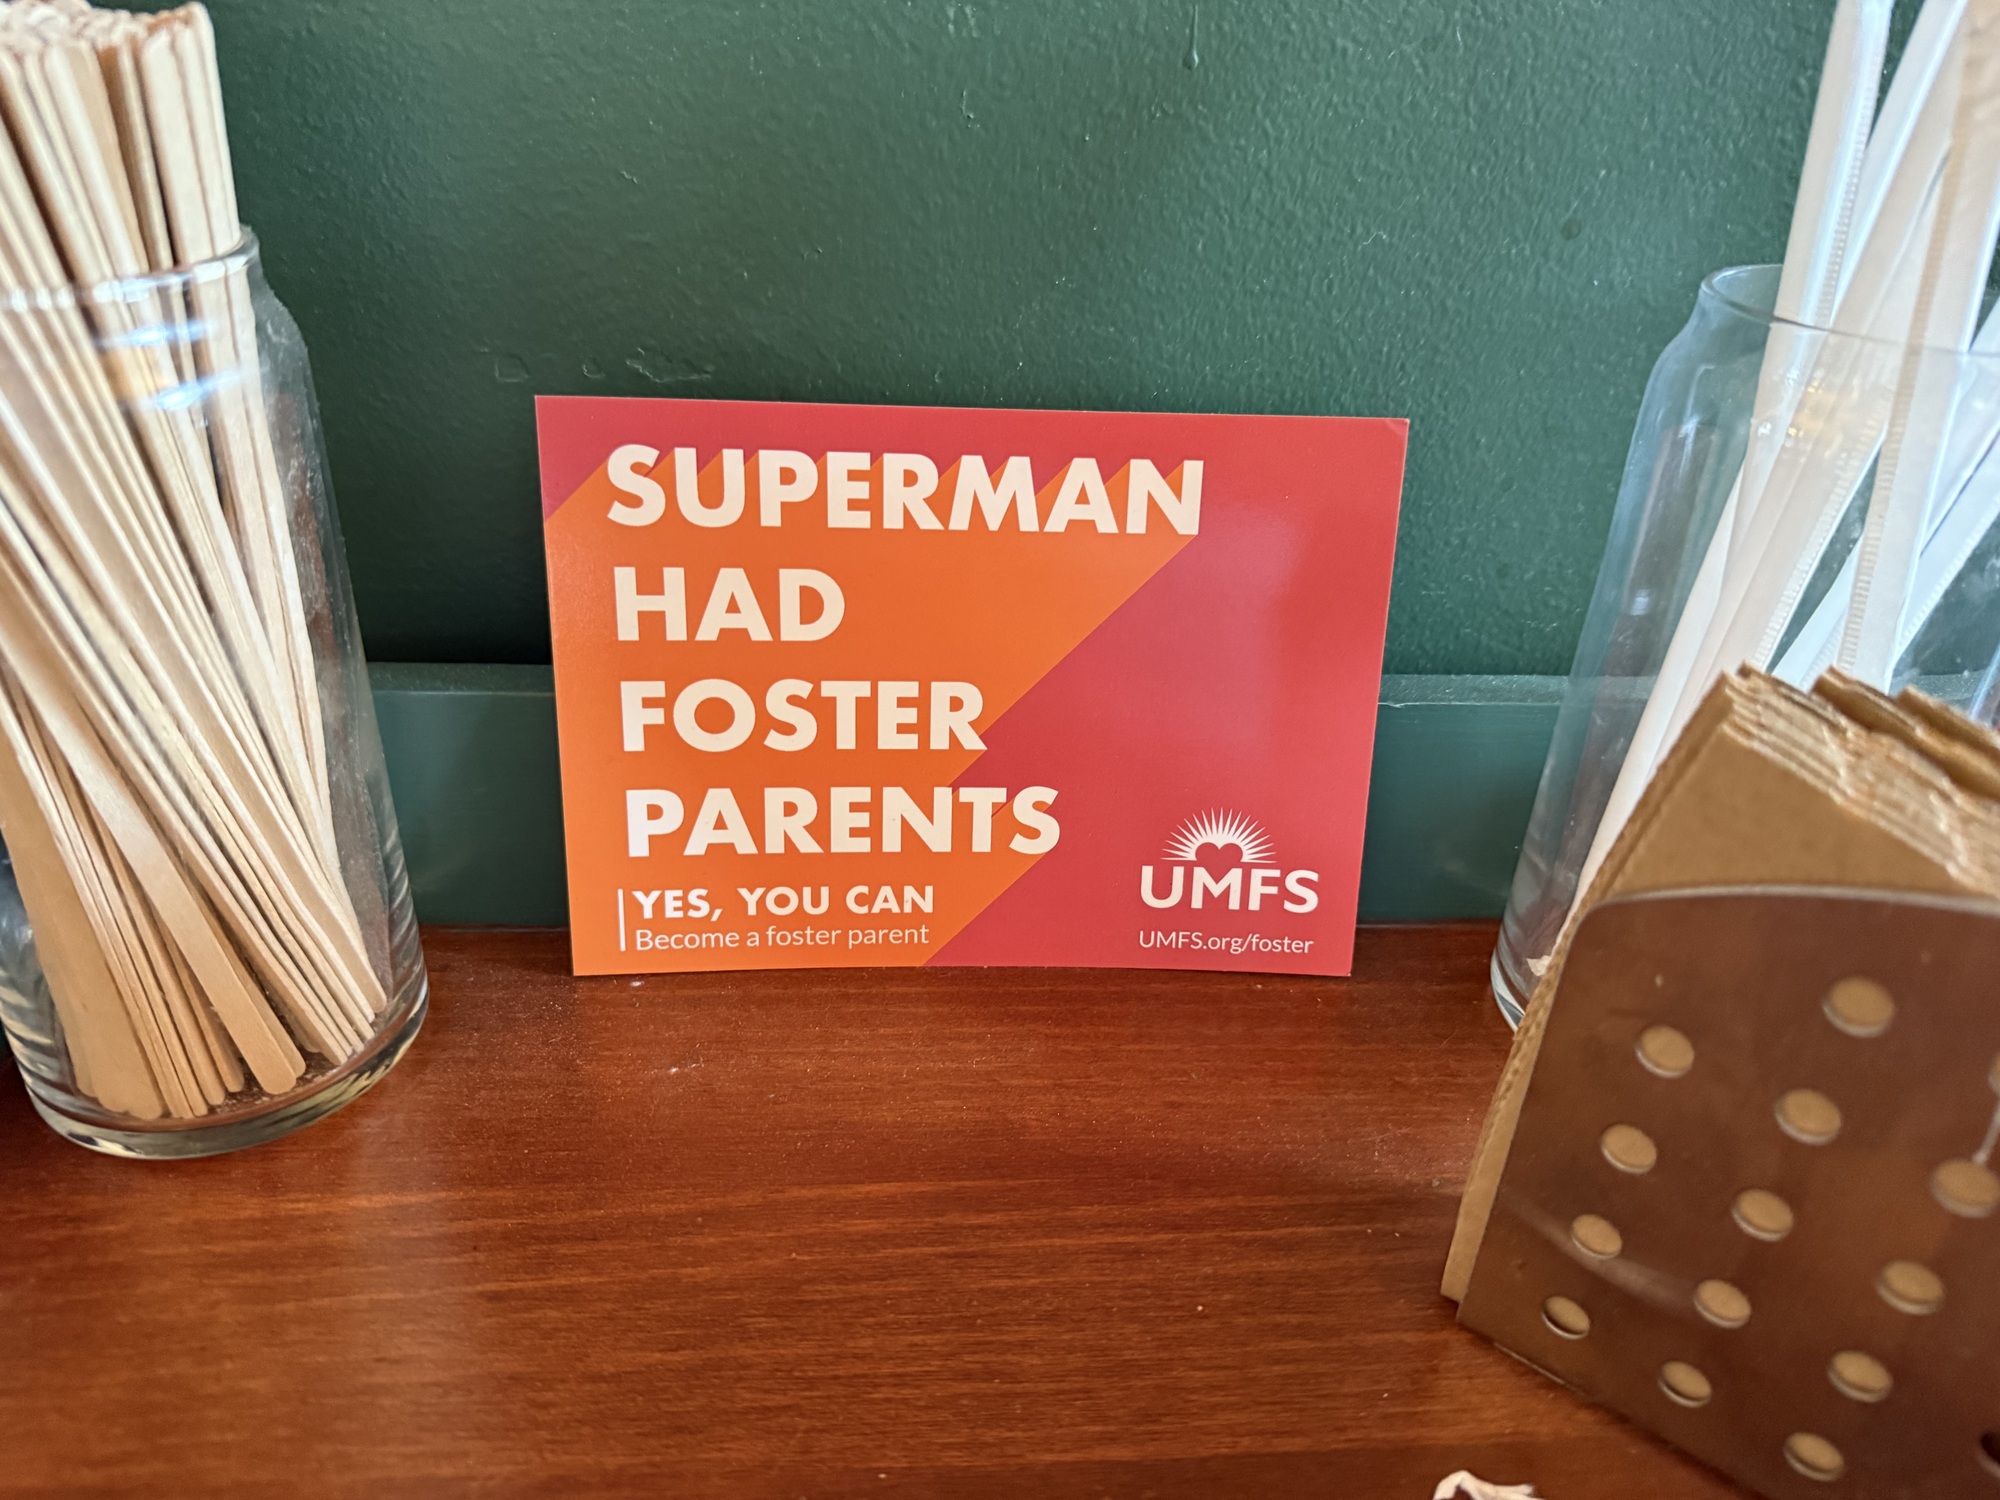 SUPERMAN
HAD
FOSTER
PARENTS
YES, YOU CAN
Become a foster parent
UMFS
UMFS.org/foster